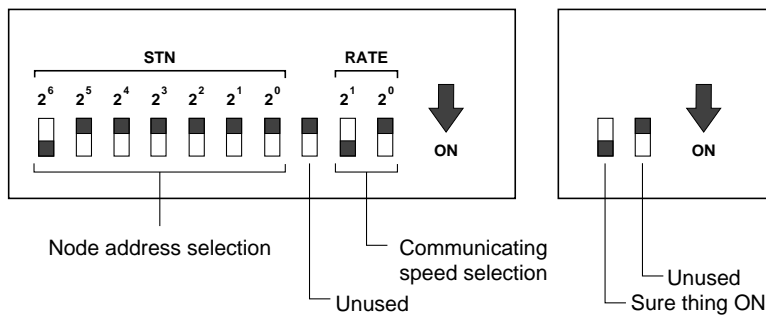 STN RATE
2⁶ 2⁵ 2⁴ 2³ 2² 2¹ 2⁰ 2¹ 2⁰
ON
ON
Node address selection
Communicating
speed selection
Unused
Unused
Sure thing ON